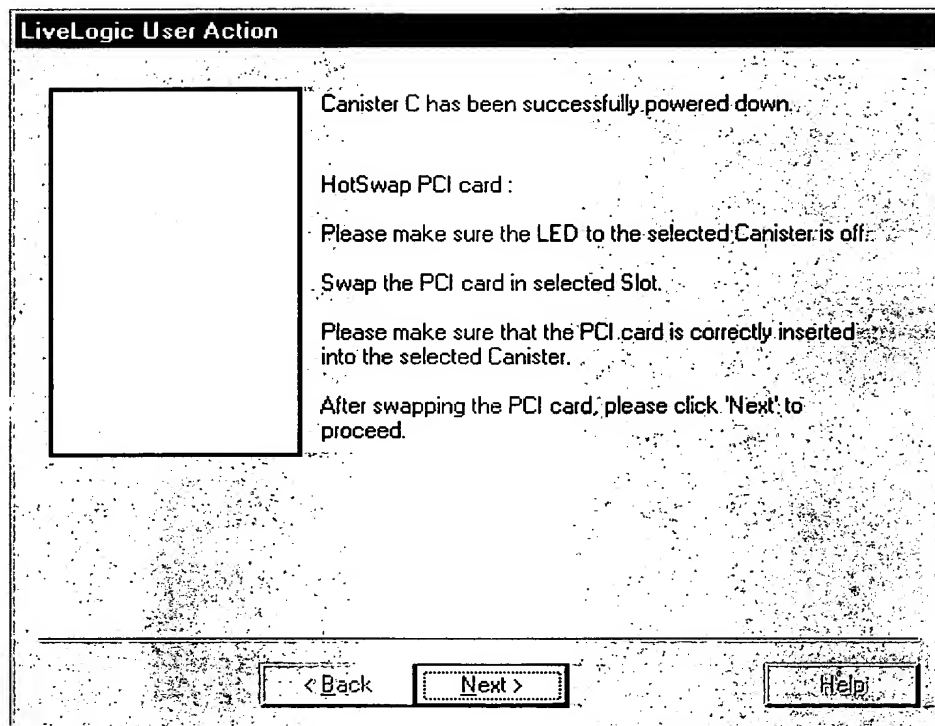 LiveLogic User Action
Canister C has been successfully powered down.
HotSwap PCI card :
Please make sure the LED to the selected Canister is off.
Swap the PCI card in selected Slot.
Please make sure that the PCI card is correctly inserted
into the selected Canister.
After swapping the PCI card, please click 'Next' to
proceed.
< Back
Next >
Help